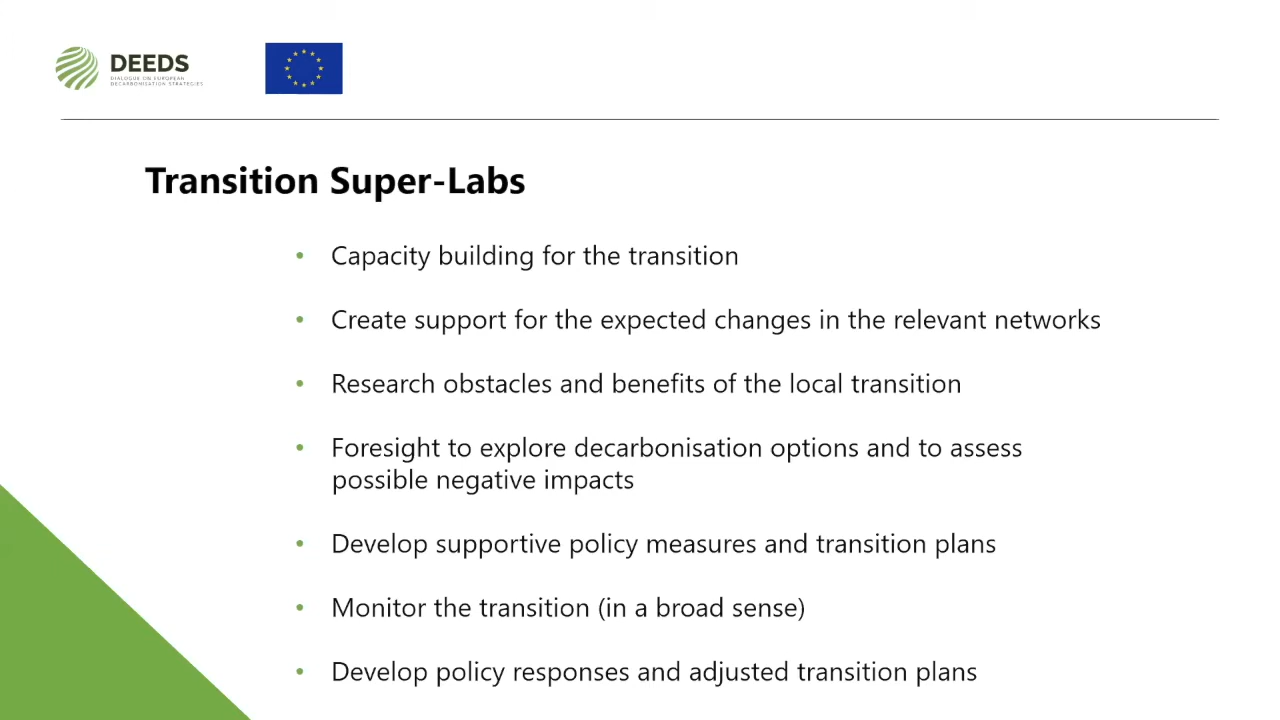 DEEDS
DIALOGUE ON EUROPEAN
DECARBONISATION STRATEGIES
Transition Super-Labs
• Capacity building for the transition
• Create support for the expected changes in the relevant networks
• Research obstacles and benefits of the local transition
• Foresight to explore decarbonisation options and to assess
possible negative impacts
• Develop supportive policy measures and transition plans
• Monitor the transition (in a broad sense)
• Develop policy responses and adjusted transition plans